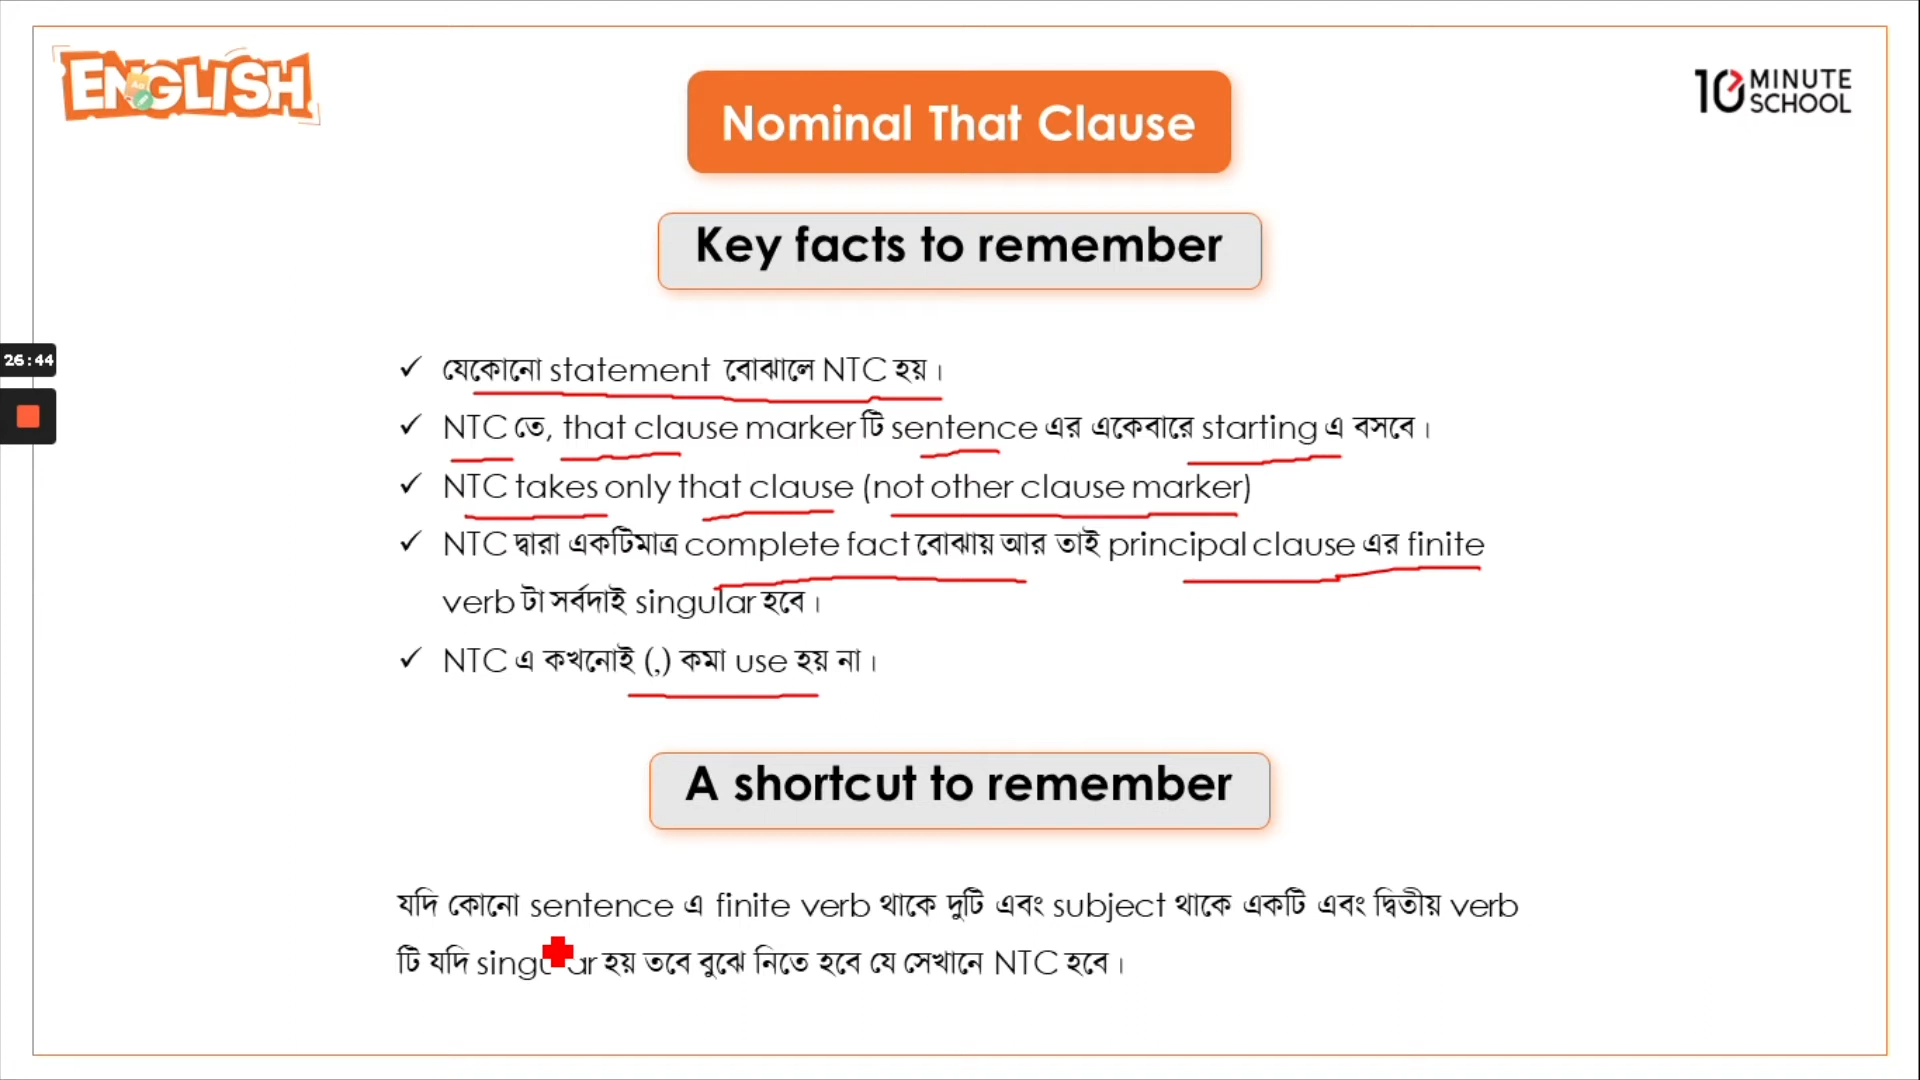 ENGLISH
10 MINUTE SCHOOL
Nominal That Clause
Key facts to remember
26:44
✓ যেকোনো statement বোঝালে NTC হয়।
✓ NTC তে, that clause marker টি sentence এর একেবারে starting এ বসবে।
✓ NTC takes only that clause (not other clause marker)
✓ NTC দ্বারা একটিমাত্র complete fact বোঝায় আর তাই principal clause এর finite
verb টা সর্বদাই singular হবে।
✓ NTC এ কখনোই (,) কমা use হয় না।
A shortcut to remember
যদি কোনো sentence এ finite verb থাকে দুটি এবং subject থাকে একটি এবং দ্বিতীয় verb
টি যদি singular হয় তবে বুঝে নিতে হবে যে সেখানে NTC হবে।